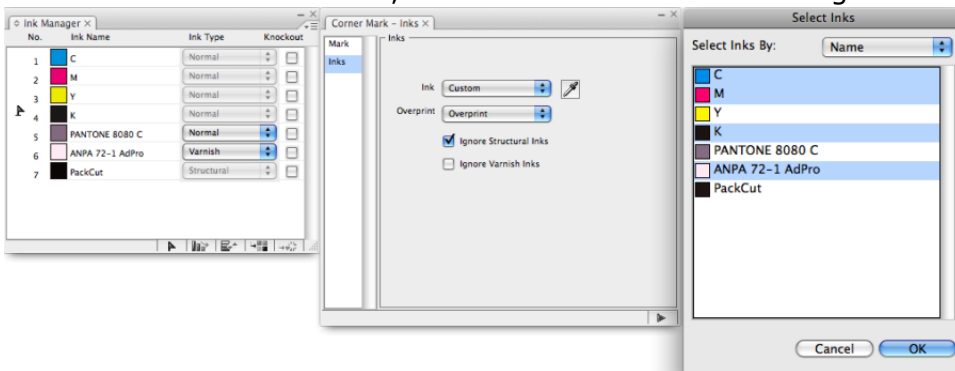 Ink Manager ×
No. Ink Name Ink Type Knockout
1 C Normal
2 M Normal
3 Y Normal
4 K Normal
5 PANTONE 8080 C Normal
6 ANPA 72-1 AdPro Varnish
7 PackCut Structural
Corner Mark - Inks ×
Mark
Inks
Inks
Ink Custom
Overprint Overprint
Ignore Structural Inks
Ignore Varnish Inks
Select Inks
Select Inks By: Name
C
M
Y
K
PANTONE 8080 C
ANPA 72-1 AdPro
PackCut
Cancel OK